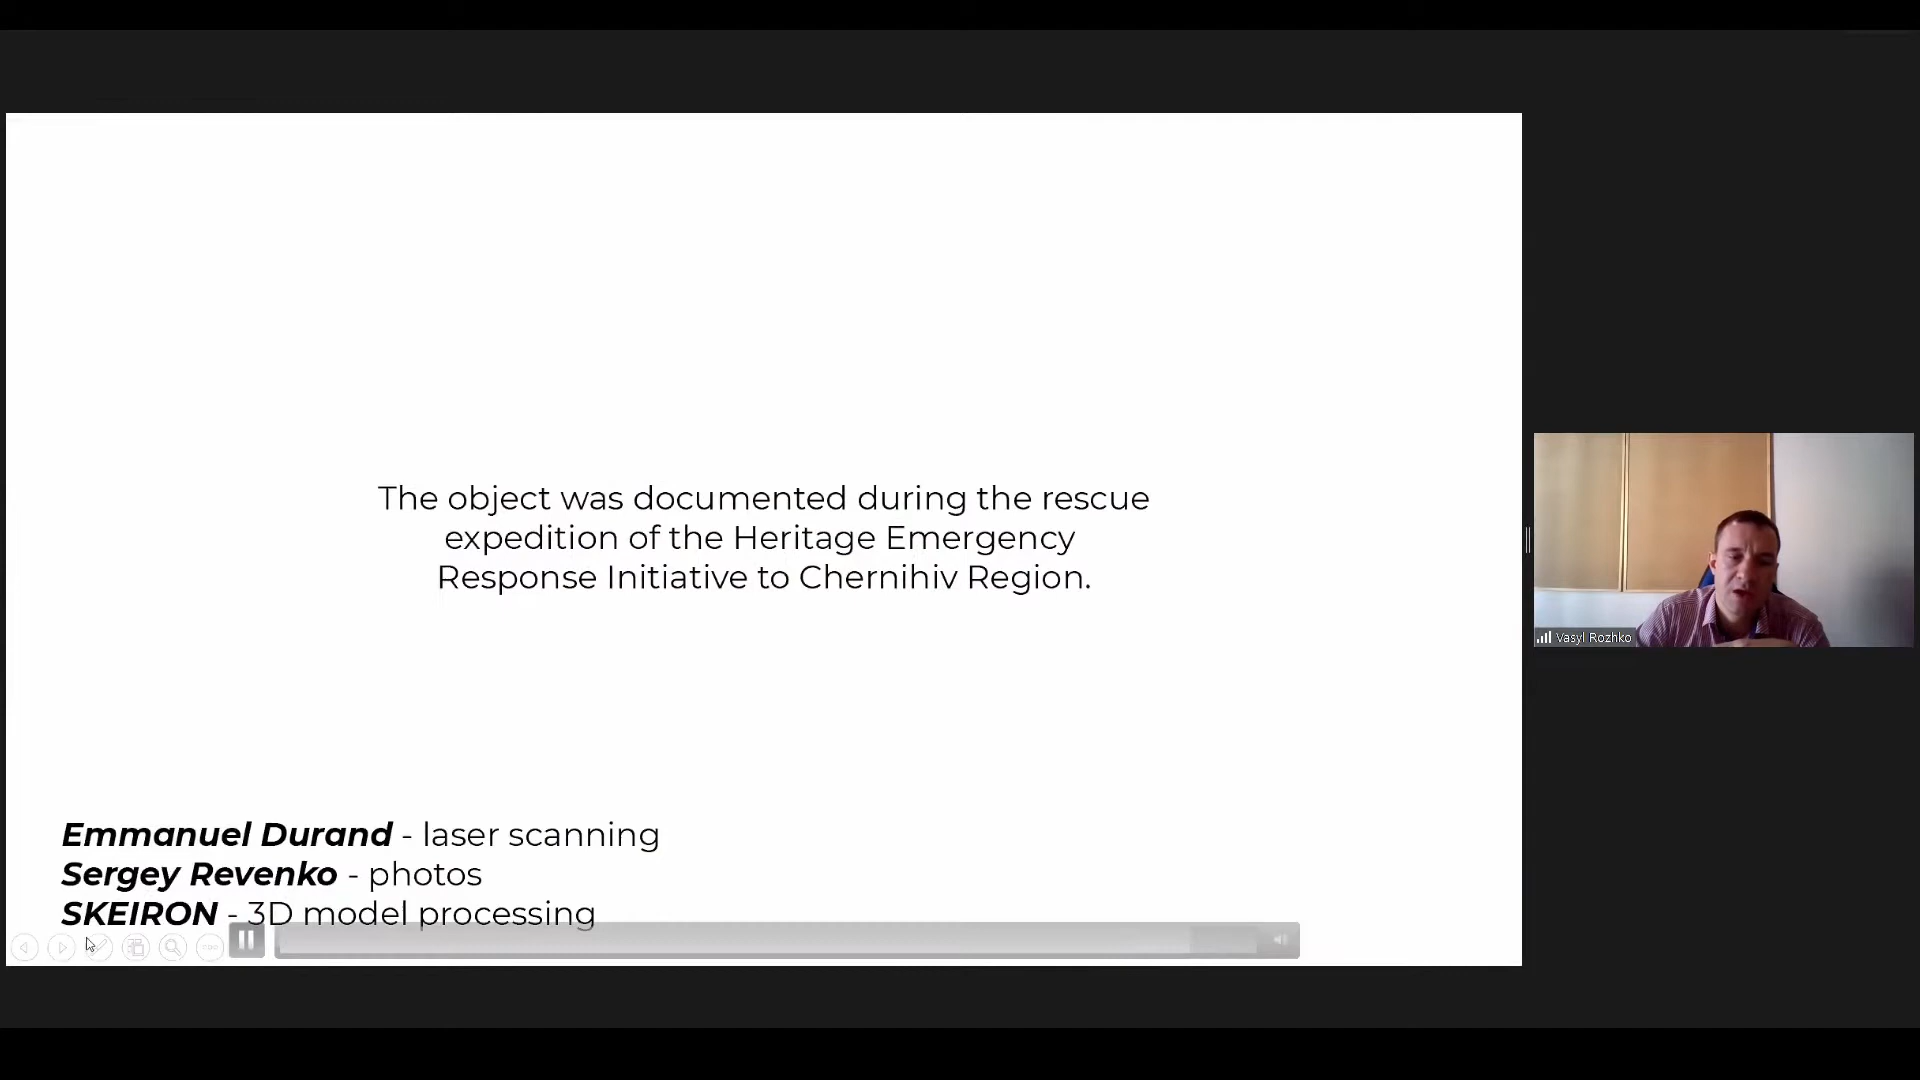 The object was documented during the rescue
expedition of the Heritage Emergency
Response Initiative to Chernihiv Region.
Emmanuel Durand - laser scanning
Sergey Revenko - photos
SKEIRON - 3D model processing
Vasyl Rozhko